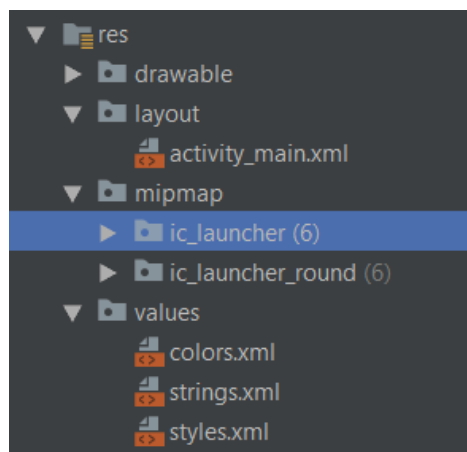 res
drawable
layout
activity_main.xml
mipmap
ic_launcher (6)
ic_launcher_round (6)
values
colors.xml
strings.xml
styles.xml